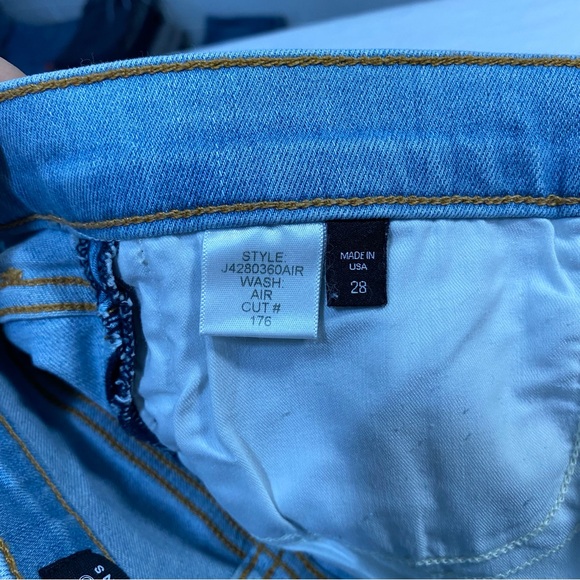 STYLE:
J4280360AIR
WASH:
AIR
CUT #
176
MADE IN
USA
28